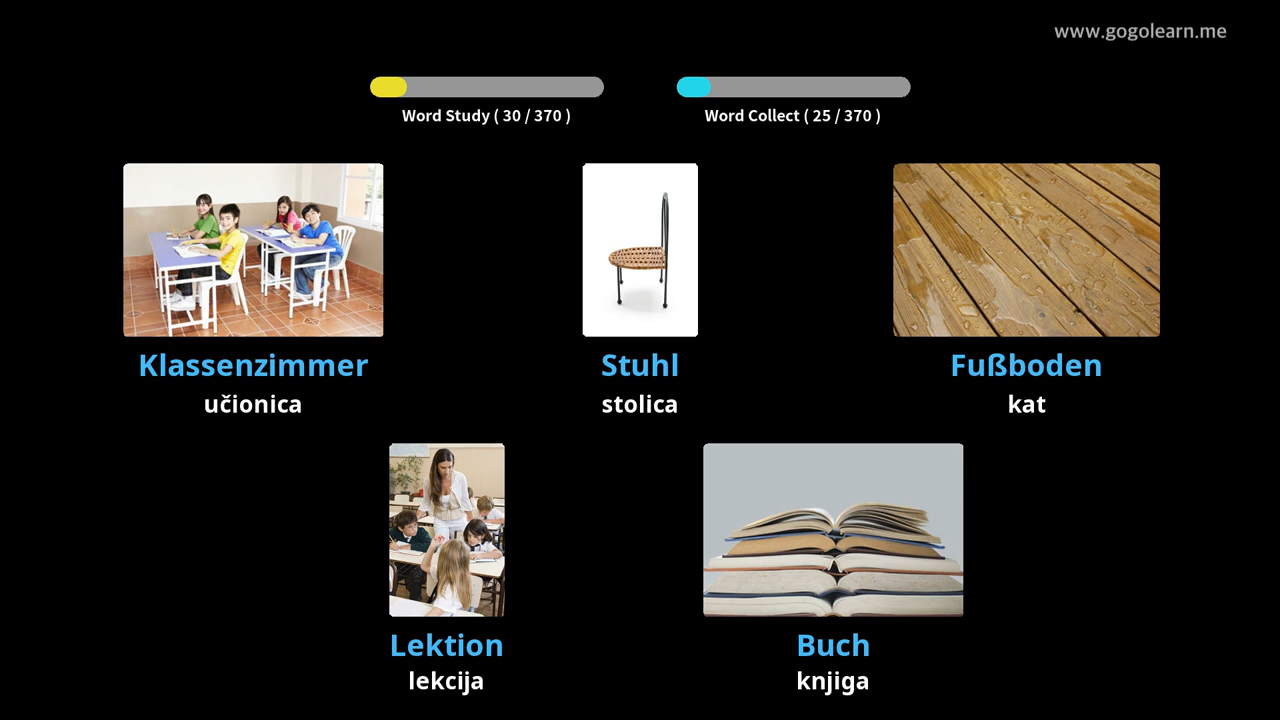 www.gogolearn.me
Word Study ( 30 / 370 )
Word Collect ( 25 / 370 )
Klassenzimmer
učionica
Stuhl
stolica
Fußboden
kat
Lektion
lekcija
Buch
knjiga